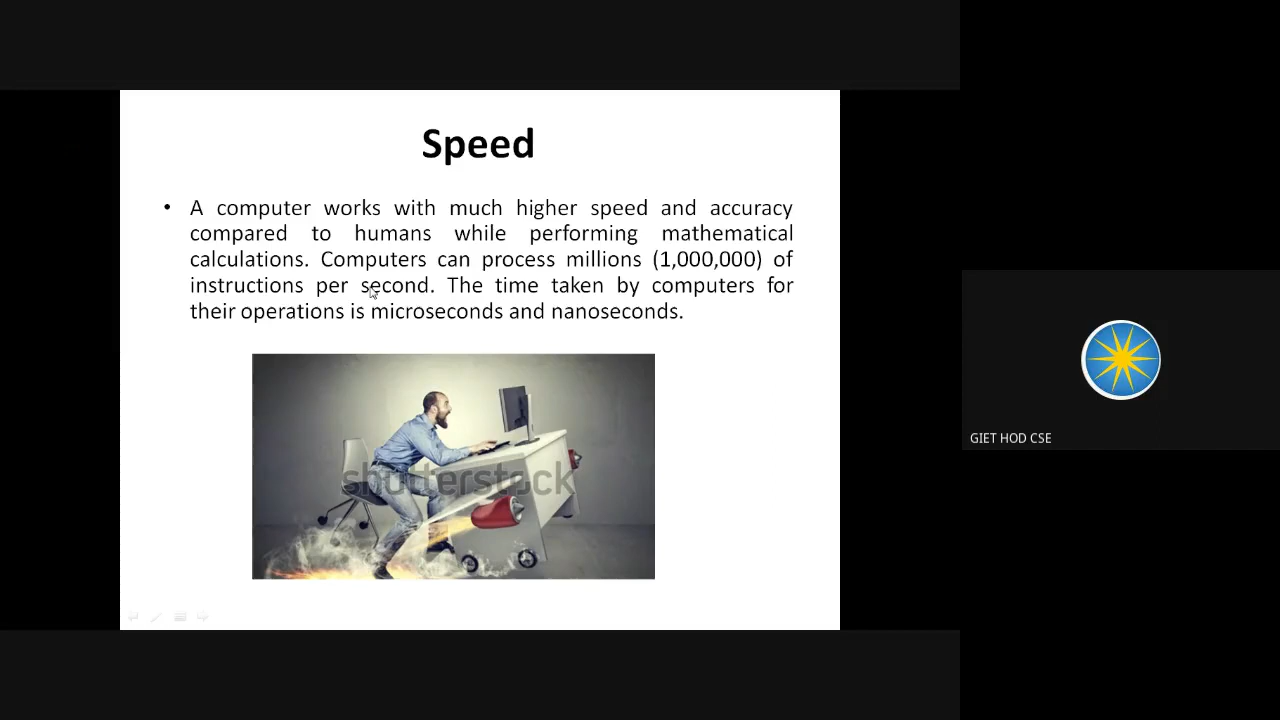 Speed
• A computer works with much higher speed and accuracy
compared to humans while performing mathematical
calculations. Computers can process millions (1,000,000) of
instructions per second. The time taken by computers for
their operations is microseconds and nanoseconds.
shutterstock
GIET HOD CSE